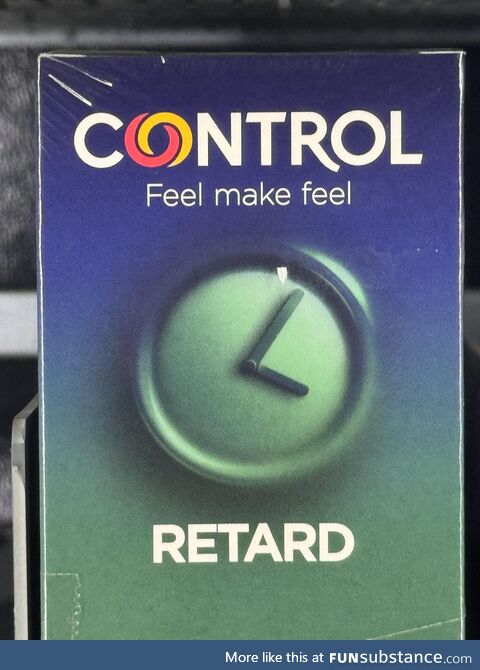 CONTROL
Feel make feel
RETARD
More like this at FUNsubstance.com